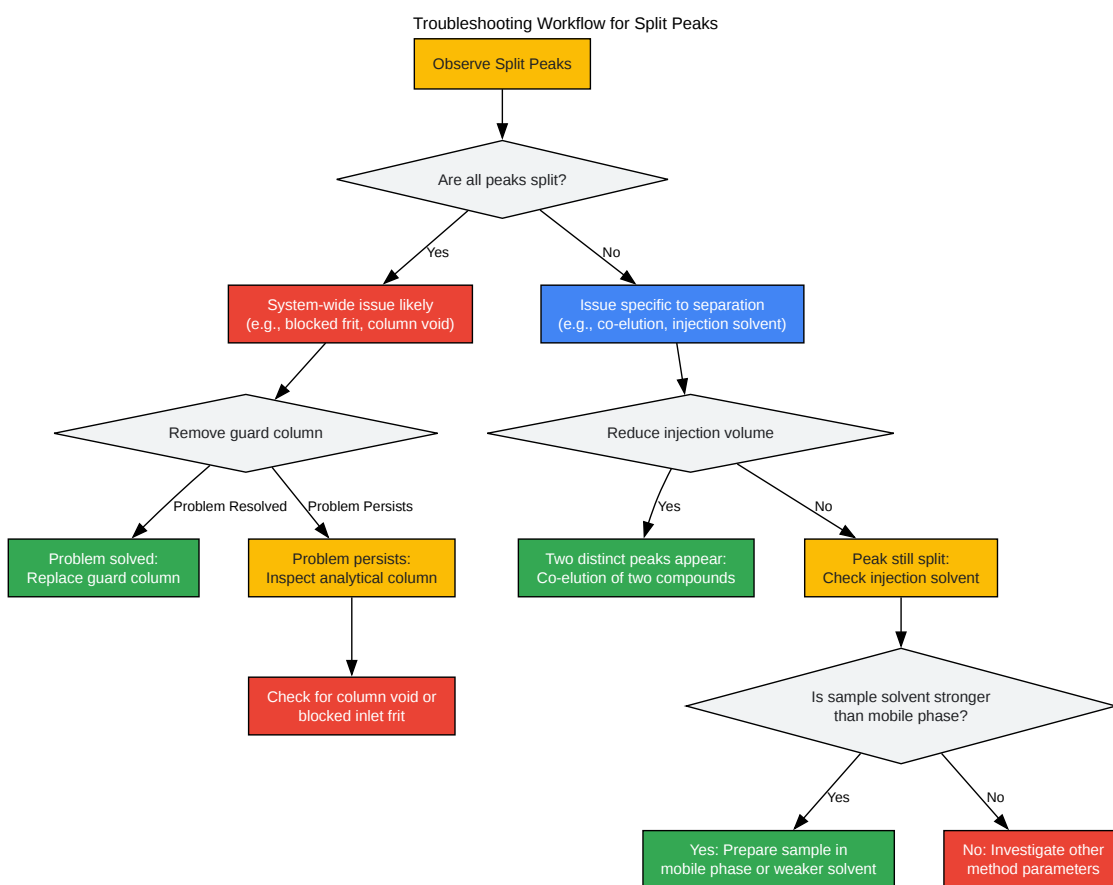 Troubleshooting Workflow for Split Peaks
Observe Split Peaks
Are all peaks split?
Yes
No
System-wide issue likely
(e.g., blocked frit, column void)
Issue specific to separation
(e.g., co-elution, injection solvent)
Remove guard column
Reduce injection volume
Problem Resolved
Problem Persists
Yes
No
Problem solved:
Replace guard column
Problem persists:
Inspect analytical column
Two distinct peaks appear:
Co-elution of two compounds
Peak still split:
Check injection solvent
Check for column void or
blocked inlet frit
Is sample solvent stronger
than mobile phase?
Yes
No
Yes: Prepare sample in
mobile phase or weaker solvent
No: Investigate other
method parameters